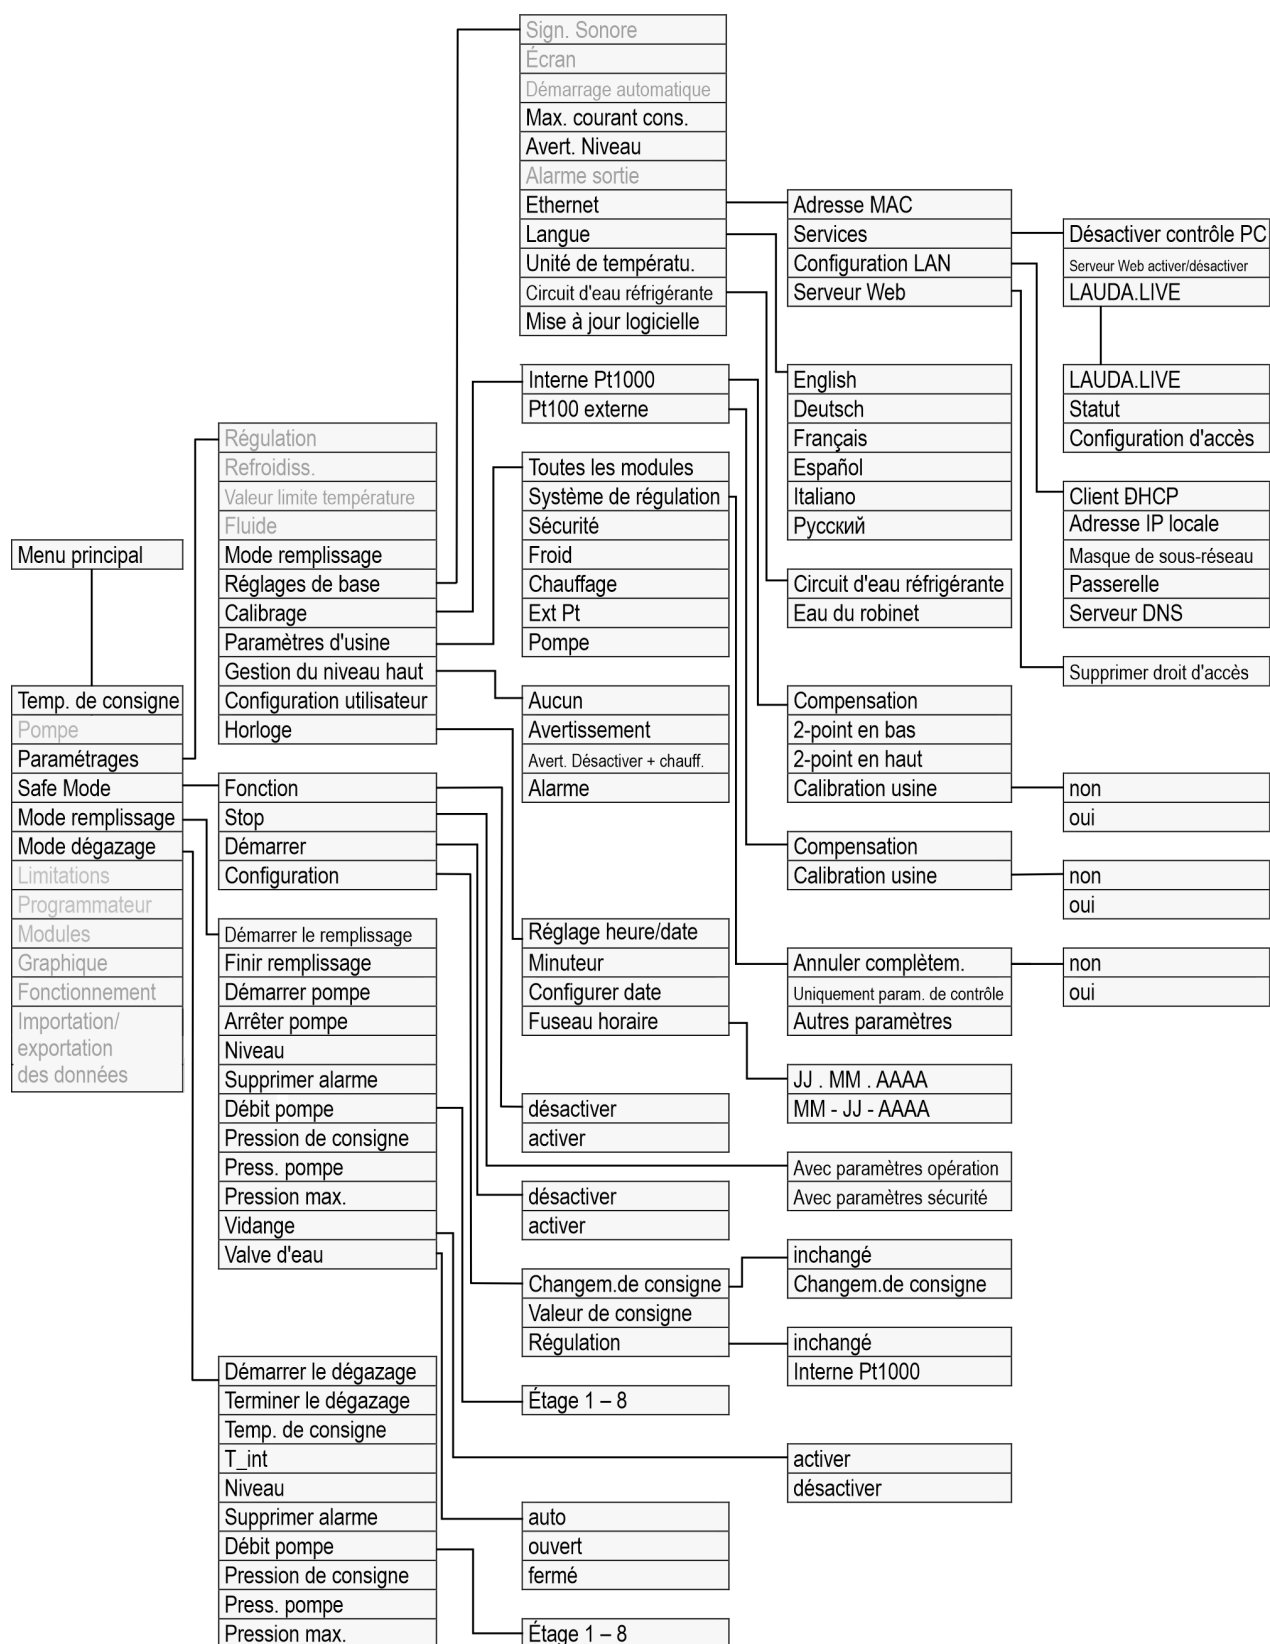 Menu principal
Temp. de consigne
Pompe
Paramétrages
Safe Mode
Mode remplissage
Mode dégazage
Limitations
Programmateur
Modules
Graphique
Fonctionnement
Importation/
exportation
des données
Régulation
Refroidiss.
Valeur limite température
Fluide
Mode remplissage
Réglages de base
Calibrage
Paramètres d'usine
Gestion du niveau haut
Configuration utilisateur
Horloge
Fonction
Stop
Démarrer
Configuration
Démarrer le remplissage
Finir remplissage
Démarrer pompe
Arrêter pompe
Niveau
Supprimer alarme
Débit pompe
Pression de consigne
Press. pompe
Pression max.
Vidange
Valve d'eau
Démarrer le dégazage
Terminer le dégazage
Temp. de consigne
T_int
Niveau
Supprimer alarme
Débit pompe
Pression de consigne
Press. pompe
Pression max.
Sign. Sonore
Écran
Démarrage automatique
Max. courant cons.
Avert. Niveau
Alarme sortie
Ethernet
Langue
Unité de températu.
Circuit d'eau réfrigérante
Mise à jour logicielle
Interne Pt1000
Pt100 externe
Toutes les modules
Système de régulation
Sécurité
Froid
Chauffage
Ext Pt
Pompe
Aucun
Avertissement
Avert. Désactiver + chauff.
Alarme
Réglage heure/date
Minuteur
Configurer date
Fuseau horaire
désactiver
activer
désactiver
activer
Changem.de consigne
Valeur de consigne
Régulation
Étage 1 – 8
auto
ouvert
fermé
Étage 1 – 8
Adresse MAC
Services
Configuration LAN
Serveur Web
English
Deutsch
Français
Español
Italiano
Русский
Circuit d'eau réfrigérante
Eau du robinet
Compensation
2-point en bas
2-point en haut
Calibration usine
Compensation
Calibration usine
Annuler complètem.
Uniquement param. de contrôle
Autres paramètres
JJ . MM . AAAA
MM - JJ - AAAA
Avec paramètres opération
Avec paramètres sécurité
inchangé
Changem.de consigne
inchangé
Interne Pt1000
activer
désactiver
Désactiver contrôle PC
Serveur Web activer/désactiver
LAUDA.LIVE
LAUDA.LIVE
Statut
Configuration d'accès
Client DHCP
Adresse IP locale
Masque de sous-réseau
Passerelle
Serveur DNS
Supprimer droit d'accès
non
oui
non
oui
non
oui